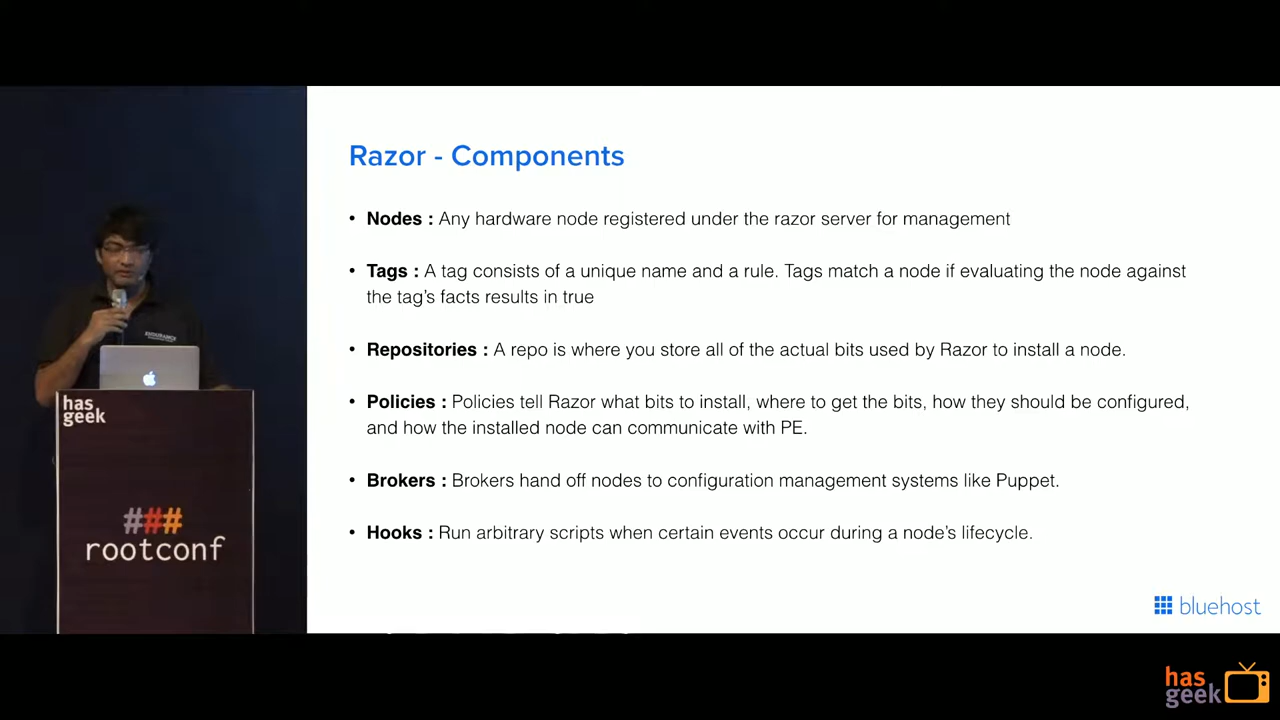 Razor - Components
• Nodes : Any hardware node registered under the razor server for management
• Tags : A tag consists of a unique name and a rule. Tags match a node if evaluating the node against
the tag's facts results in true
• Repositories : A repo is where you store all of the actual bits used by Razor to install a node.
• Policies : Policies tell Razor what bits to install, where to get the bits, how they should be configured,
and how the installed node can communicate with PE.
• Brokers : Brokers hand off nodes to configuration management systems like Puppet.
• Hooks : Run arbitrary scripts when certain events occur during a node's lifecycle.
bluehost
ENDURANCE
has
geek
###
rootconf
has
geek